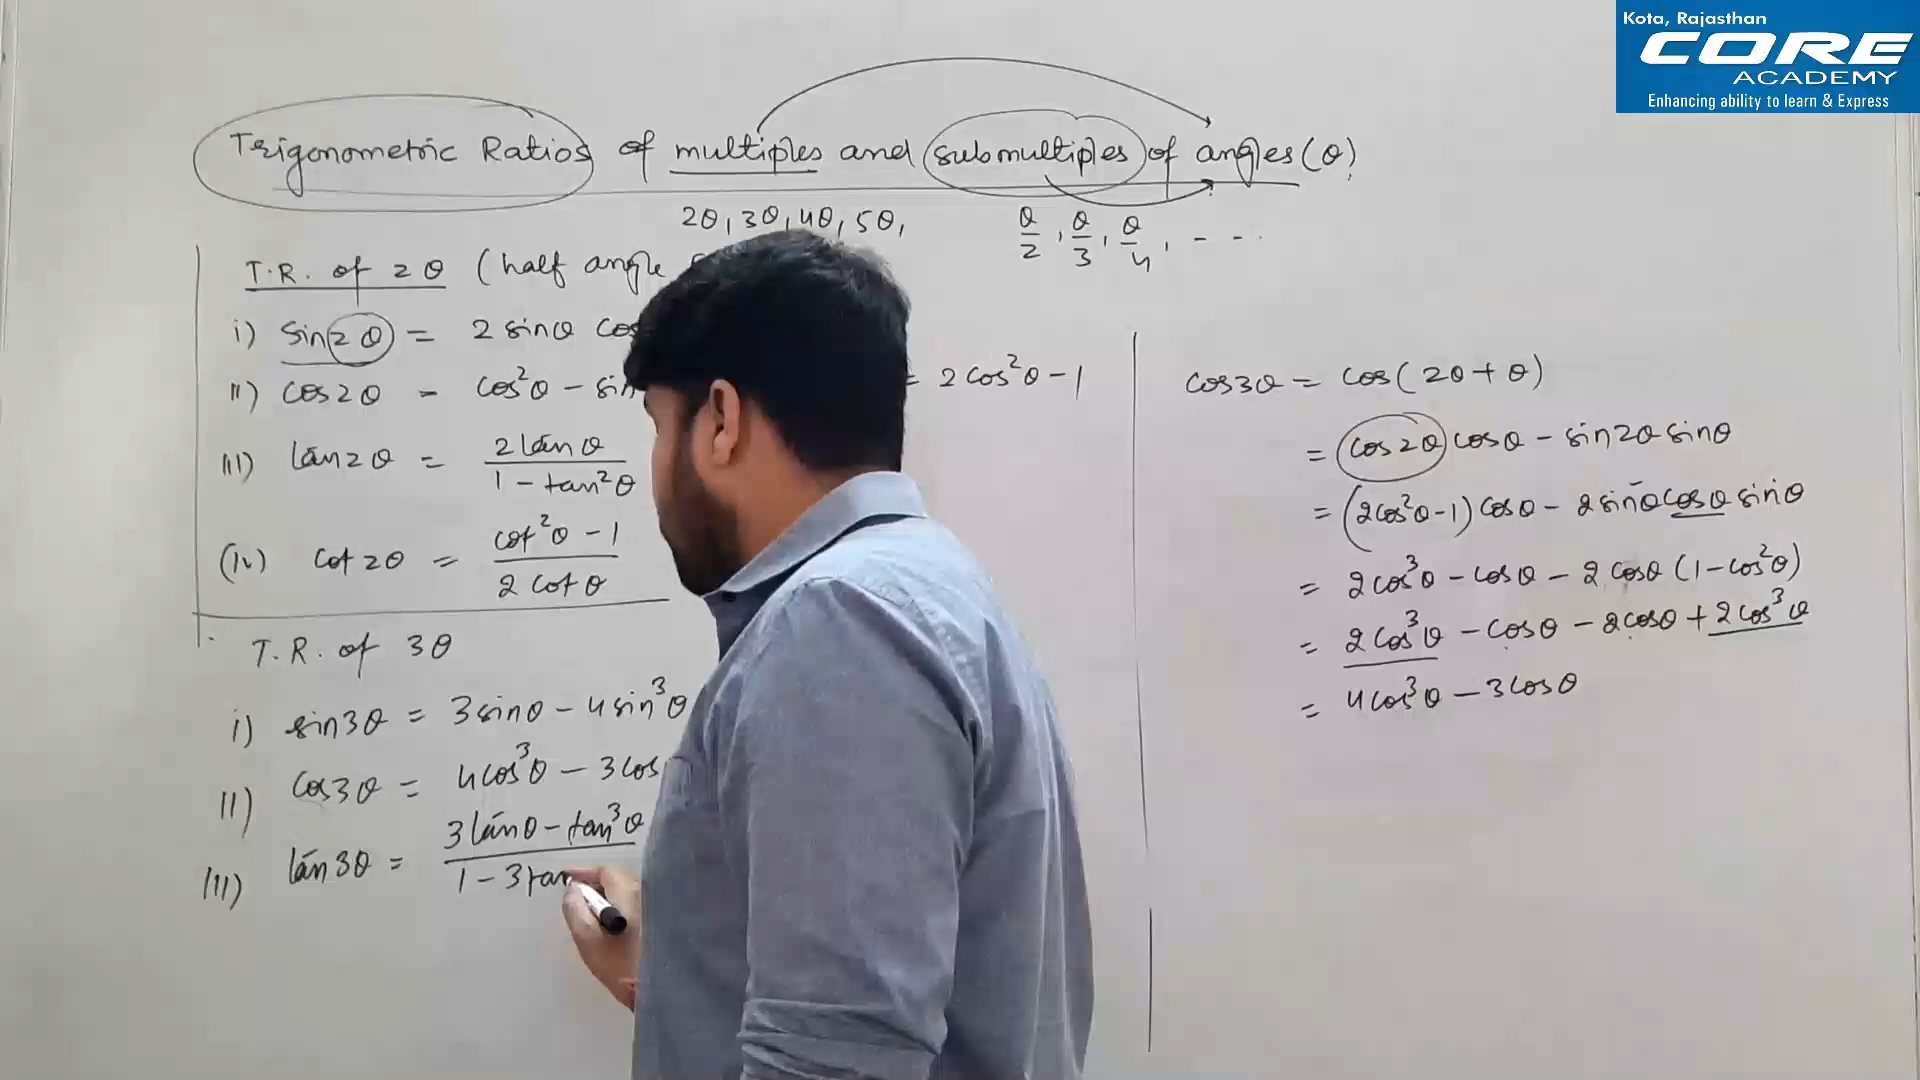 Kota, Rajasthan
CORE
ACADEMY
Enhancing ability to learn & Express
Trigonometric Ratios of multiples and submultiples of angles (θ)
2θ, 3θ, 4θ, 5θ,
θ/2, θ/3, θ/4, - - ..
T.R. of 2θ (half angle
i) sin2θ = 2 sinθ cos
ii) cos2θ = cos²θ - sin = 2cos²θ - 1
iii) tan2θ = 2tanθ / 1 - tan²θ
(iv) cot2θ = cot²θ - 1 / 2 cotθ
T.R. of 3θ
i) sin3θ = 3sinθ - 4sin³θ
ii) cos3θ = 4cos³θ - 3cos
iii) tan3θ = 3tanθ - tan³θ / 1 - 3tan
cos3θ = cos(2θ + θ)
= cos2θ cosθ - sin2θ sinθ
= (2cos²θ-1) cosθ - 2sinθ cosθ sinθ
= 2cos³θ - cosθ - 2cosθ (1-cos²θ)
= 2cos³θ - cosθ - 2cosθ + 2cos³θ
= 4cos³θ - 3cosθ